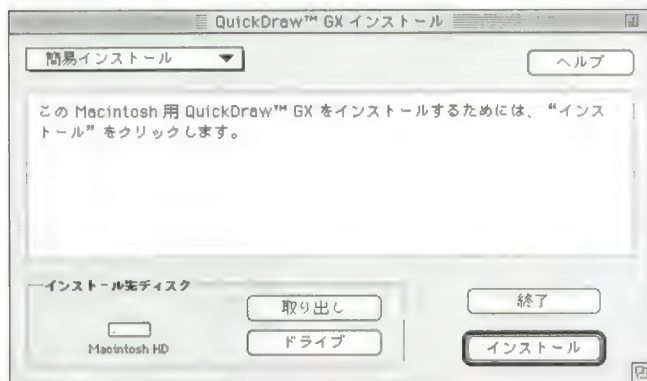 QuickDraw™ GX インストール
簡易インストール
ヘルプ
この Macintosh 用 QuickDraw™ GX をインストールするためには、“インス
トール”をクリックします。
インストール先ディスク
取り出し
終了
Macintosh HD
ドライブ
インストール